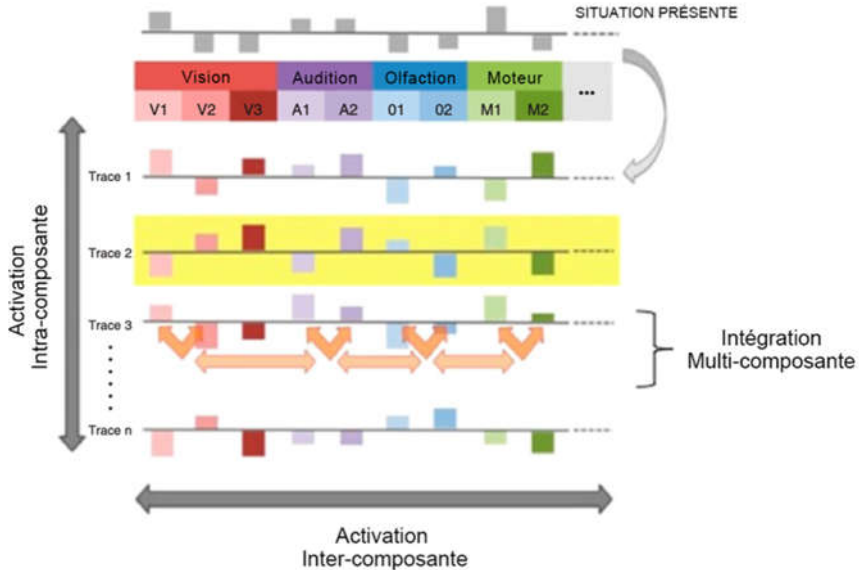 SITUATION PRÉSENTE
Vision Audition Olfaction Moteur ...
V1 V2 V3 A1 A2 01 02 M1 M2
Trace 1
Trace 2
Trace 3
Trace n
Activation
Intra-composante
Intégration
Multi-composante
Activation
Inter-composante